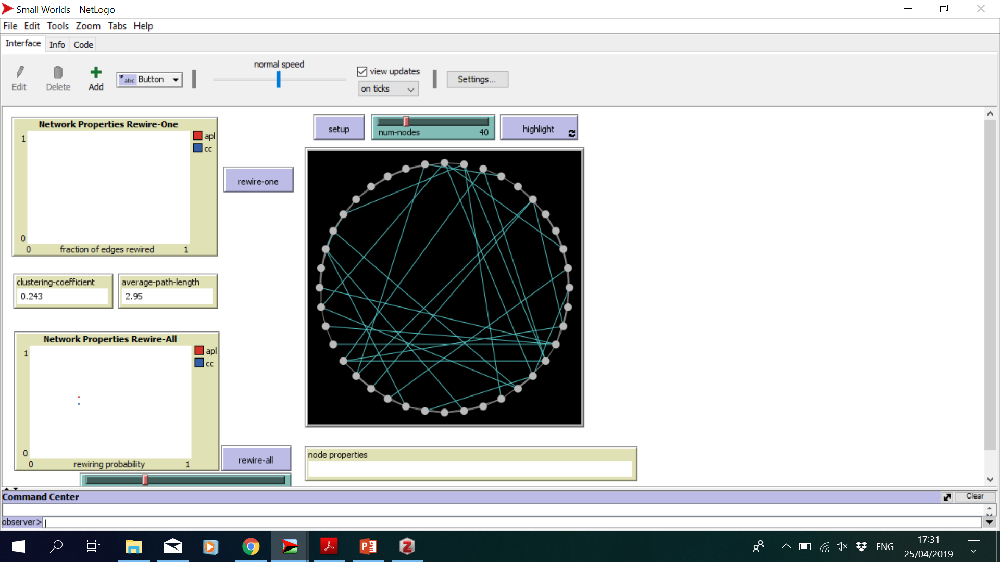 Small Worlds - NetLogo
File Edit Tools Zoom Tabs Help
Interface Info Code
Edit Delete Add abc Button normal speed view updates on ticks Settings...
setup num-nodes 40 highlight
Network Properties Rewire-One
1
apl
cc
0
0 fraction of edges rewired 1
rewire-one
clustering-coefficient
0.243
average-path-length
2.95
Network Properties Rewire-All
1
apl
cc
0
0 rewiring probability 1
rewire-all
node properties
Command Center Clear
observer>
ENG
17:31
25/04/2019